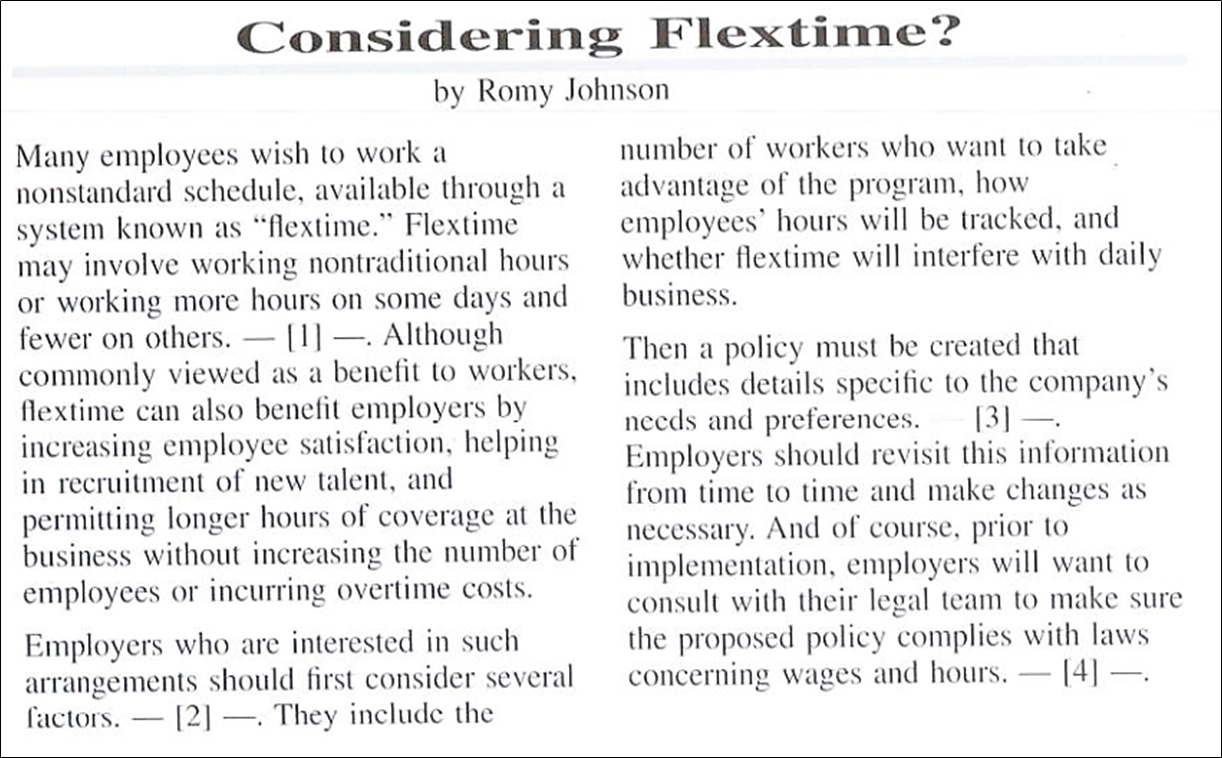 Considering Flextime?
by Romy Johnson
Many employees wish to work a
nonstandard schedule, available through a
system known as “flextime.” Flextime
may involve working nontraditional hours
or working more hours on some days and
fewer on others. — [1] —. Although
commonly viewed as a benefit to workers,
flextime can also benefit employers by
increasing employee satisfaction, helping
in recruitment of new talent, and
permitting longer hours of coverage at the
business without increasing the number of
employees or incurring overtime costs.
Employers who are interested in such
arrangements should first consider several
factors. — [2] —. They include the
number of workers who want to take
advantage of the program, how
employees’ hours will be tracked, and
whether flextime will interfere with daily
business.
Then a policy must be created that
includes details specific to the company’s
needs and preferences. [3] —.
Employers should revisit this information
from time to time and make changes as
necessary. And of course, prior to
implementation, employers will want to
consult with their legal team to make sure
the proposed policy complies with laws
concerning wages and hours. — [4] —.